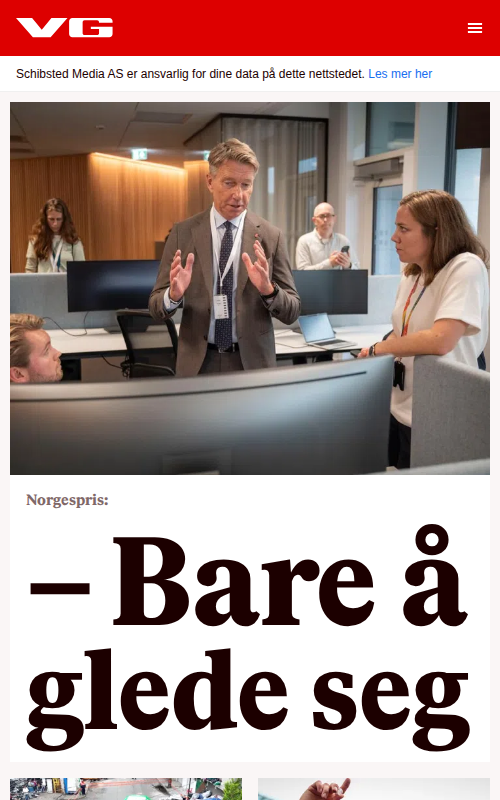 VG
Schibsted Media AS er ansvarlig for dine data på dette nettstedet. Les mer her
Norgespris:
– Bare å
glede seg